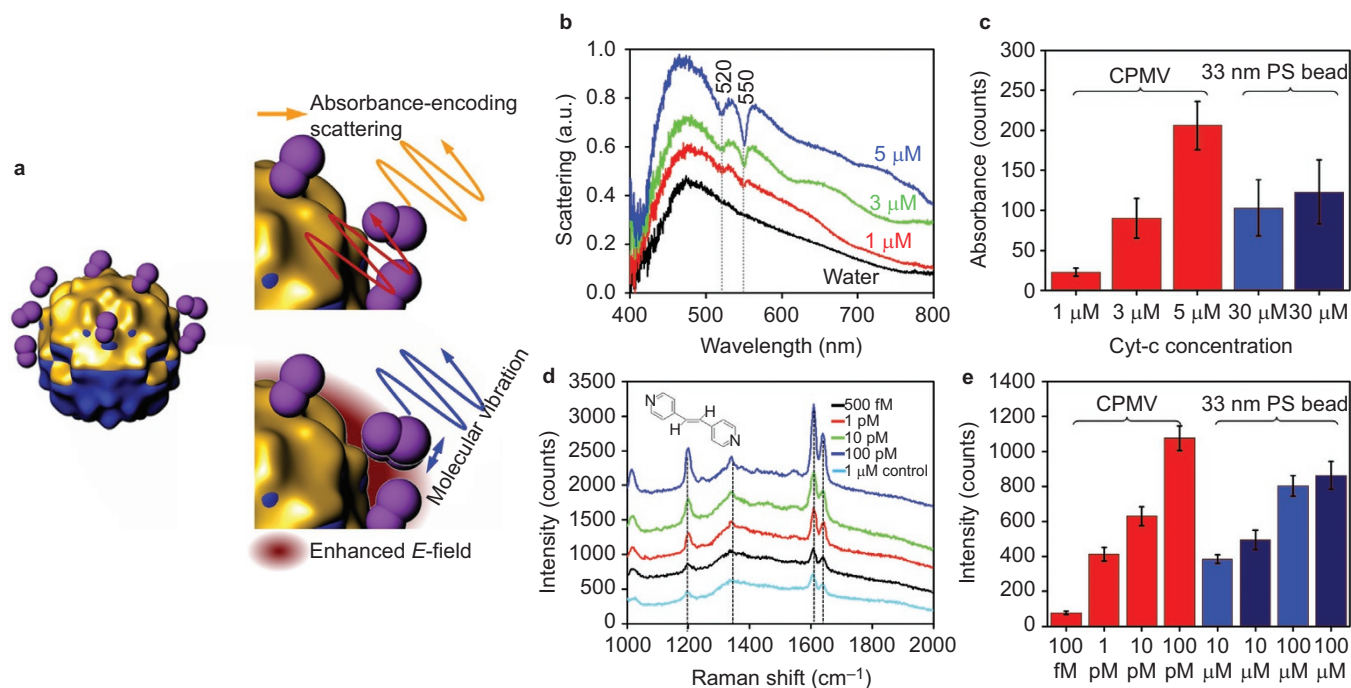 a
Absorbance-encoding
scattering
Molecular vibration
Enhanced E-field
b
Scattering (a.u.)
1.0
0.8
0.6
0.4
0.2
0.0
520
550
5 µM
3 µM
1 µM
Water
400 500 600 700 800
Wavelength (nm)
c
Absorbance (counts)
300
250
200
150
100
50
0
CPMV
33 nm PS bead
1 µM 3 µM 5 µM 30 µM 30 µM
Cyt-c concentration
d
Intensity (counts)
3500
3000
2500
2000
1500
1000
500
0
N
H
H
N
500 fM
1 pM
10 pM
100 pM
1 µM control
1000 1200 1400 1600 1800 2000
Raman shift (cm⁻¹)
e
Intensity (counts)
1400
1200
1000
800
600
400
200
0
CPMV
33 nm PS bead
100 1 10 100 10 10 100 100
fM pM pM pM µM µM µM µM